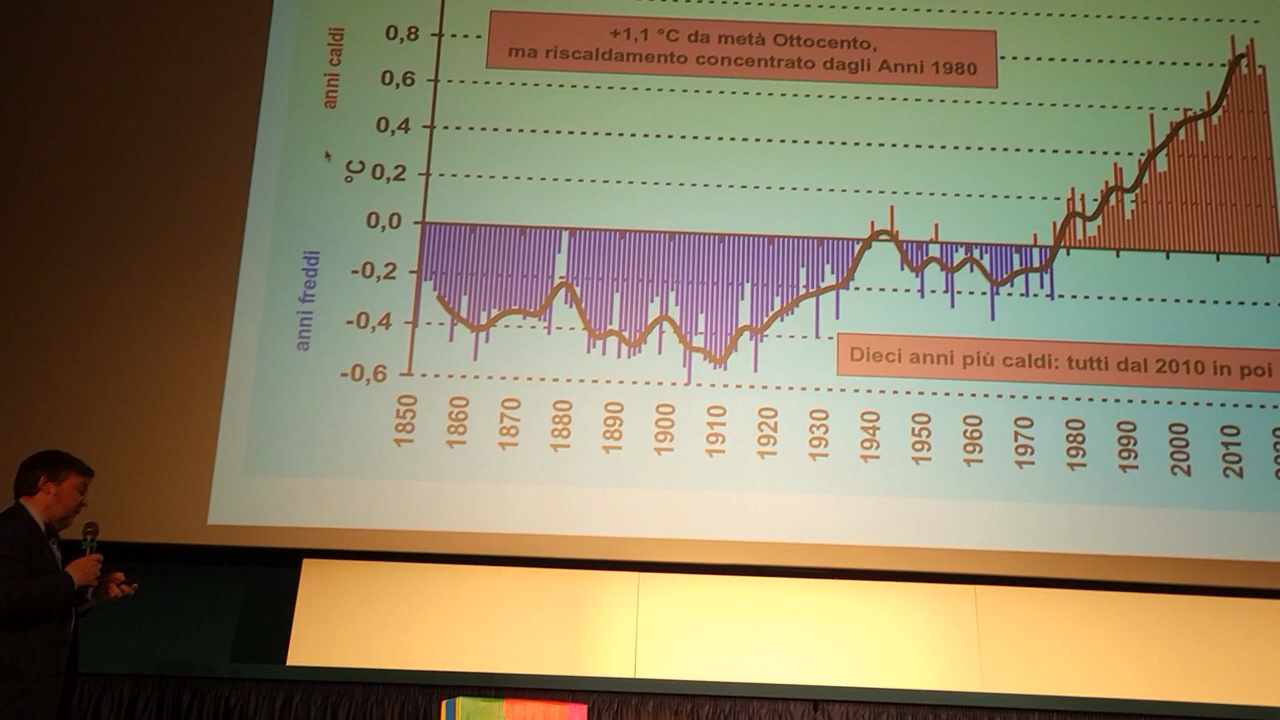 +1,1 °C da metà Ottocento,
ma riscaldamento concentrato dagli Anni 1980
anni caldi
°C
anni freddi
0,8
0,6
0,4
0,2
0,0
-0,2
-0,4
-0,6
Dieci anni più caldi: tutti dal 2010 in poi
1850 1860 1870 1880 1890 1900 1910 1920 1930 1940 1950 1960 1970 1980 1990 2000 2010